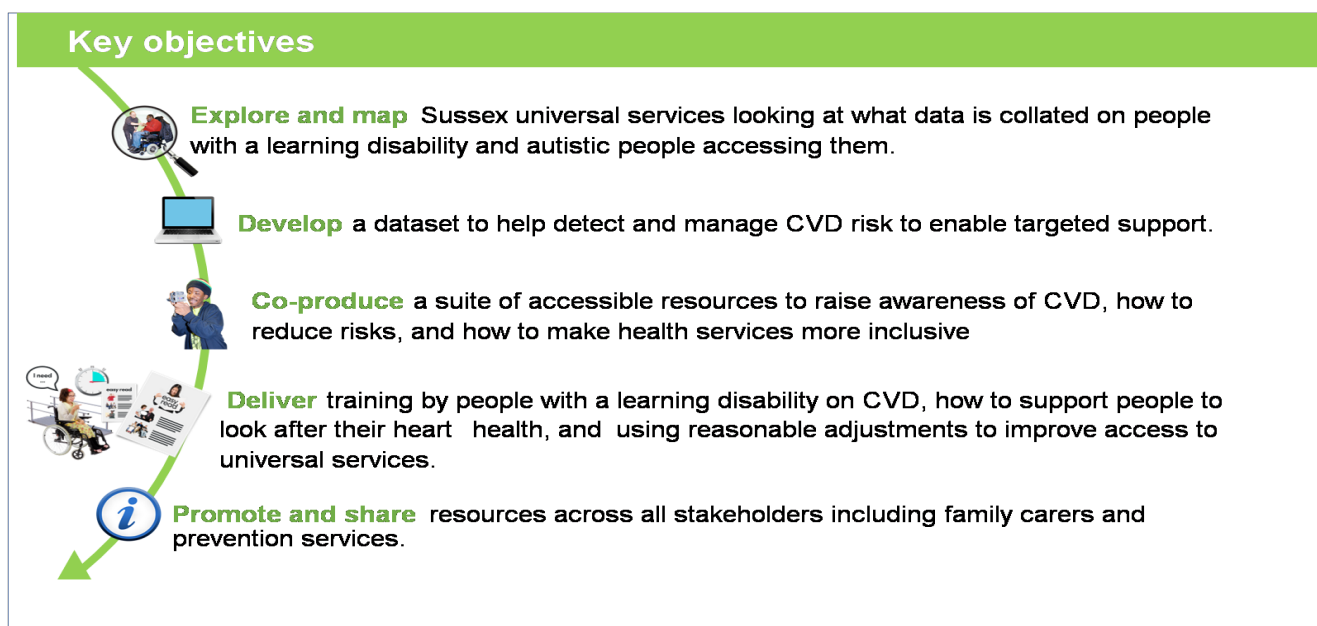 Key objectives
Explore and map Sussex universal services looking at what data is collated on people
with a learning disability and autistic people accessing them.
Develop a dataset to help detect and manage CVD risk to enable targeted support.
Co-produce a suite of accessible resources to raise awareness of CVD, how to
reduce risks, and how to make health services more inclusive
I need
...
easy read
easy read
Deliver training by people with a learning disability on CVD, how to support people to
look after their heart health, and using reasonable adjustments to improve access to
universal services.
i
Promote and share resources across all stakeholders including family carers and
prevention services.